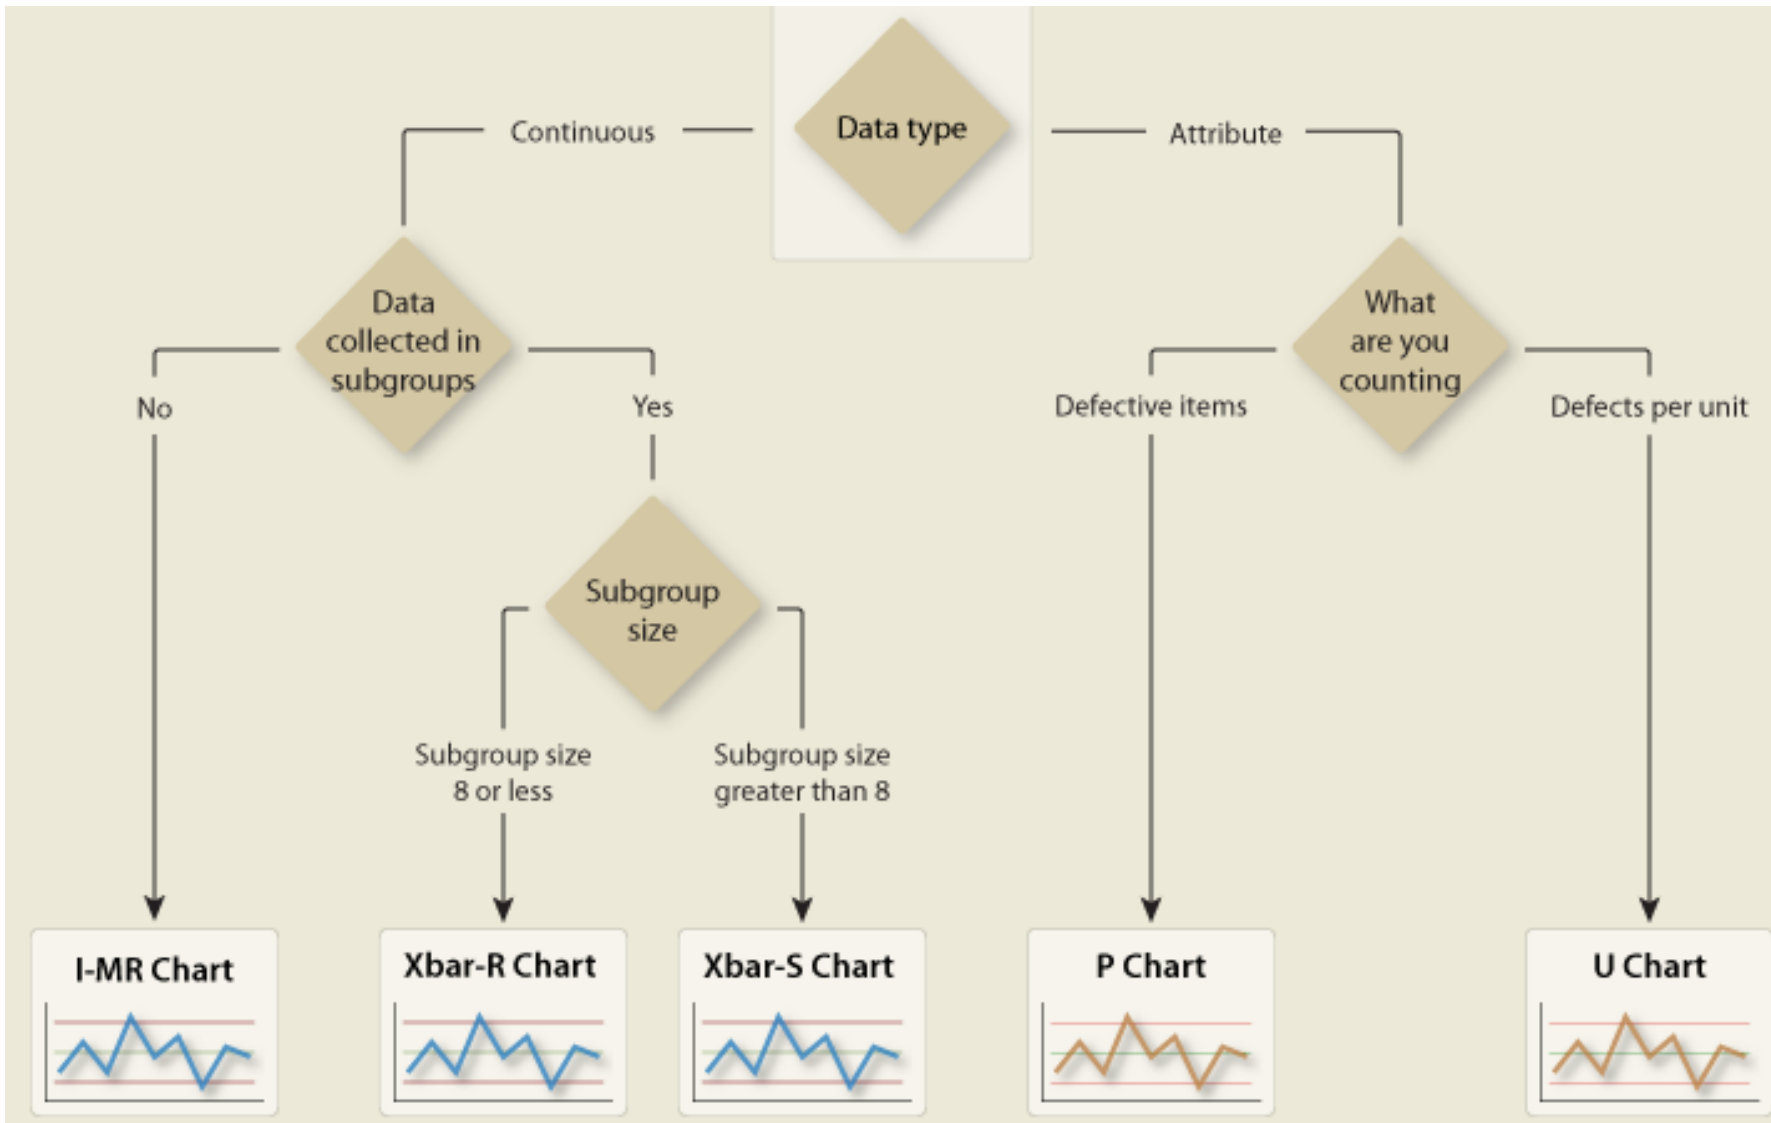 Data type
Continuous
Attribute
Data
collected in
subgroups
What
are you
counting
No
Yes
Defective items
Defects per unit
Subgroup
size
Subgroup size
8 or less
Subgroup size
greater than 8
I-MR Chart
Xbar-R Chart
Xbar-S Chart
P Chart
U Chart